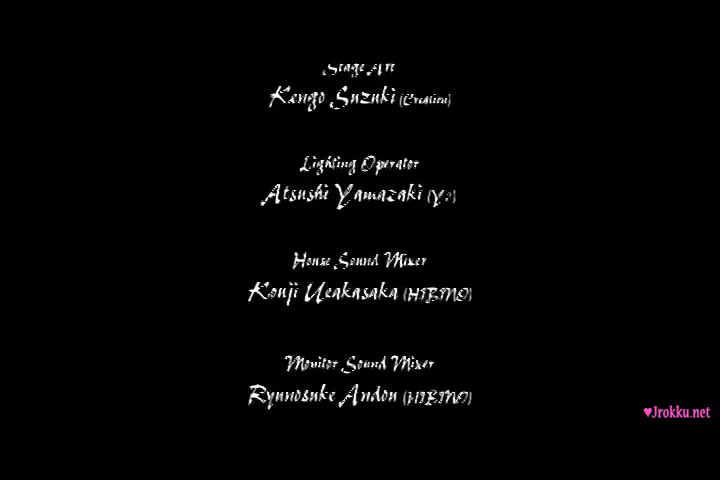 Stage Art
Kengo Suzuki (Creation)
Lighting Operator
Atsushi Yamazaki
House Sound Mixer
Kouji Ueakasaka (HIBINO)
Monitor Sound Mixer
Ryunosuke Andou (HIBINO)
♥Jrokku.net